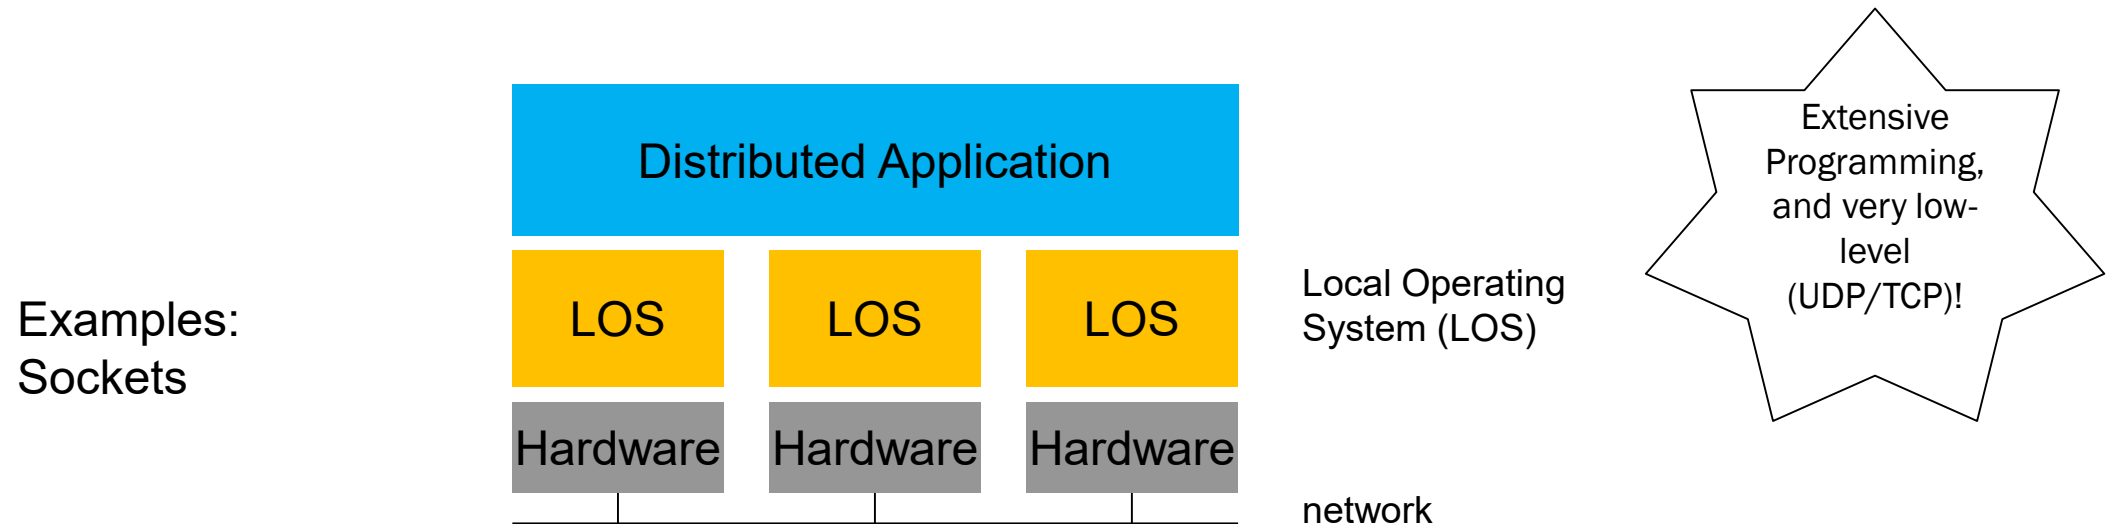 Examples:
Sockets
Distributed Application
LOS
LOS
LOS
Hardware
Hardware
Hardware
Local Operating
System (LOS)
network
Extensive
Programming,
and very low-
level
(UDP/TCP)!